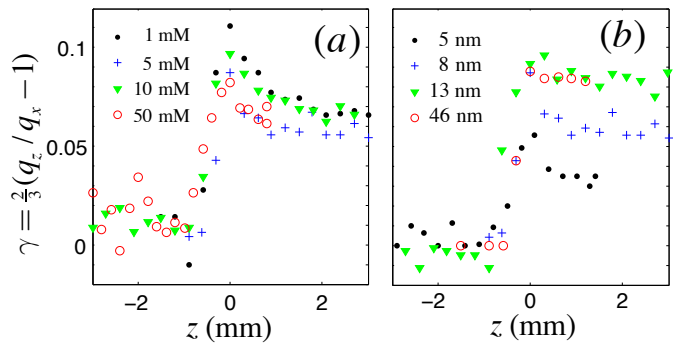 γ = 2/3 (q_z / q_x − 1)
0.1
0.05
0
(a)
1 mM
5 mM
10 mM
50 mM
−2
0
2
z (mm)
(b)
5 nm
8 nm
13 nm
46 nm
−2
0
2
z (mm)